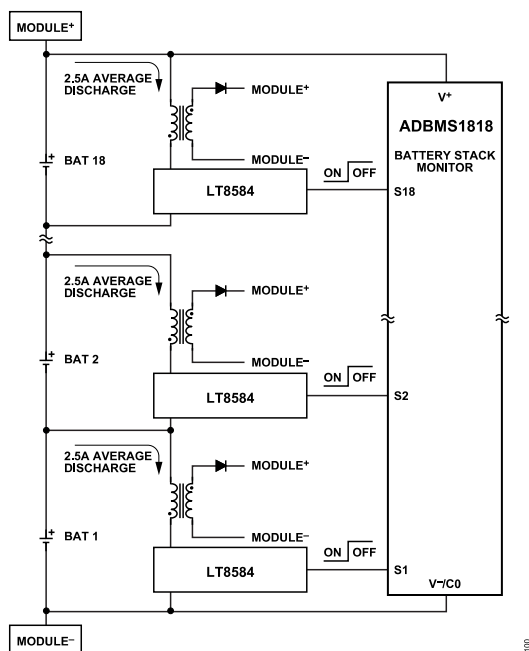 MODULE+
2.5A AVERAGE
DISCHARGE
MODULE+
V+
ADBMS1818
BATTERY STACK
MONITOR
+
BAT 18
MODULE–
ON OFF
LT8584
S18
2.5A AVERAGE
DISCHARGE
MODULE+
+
BAT 2
MODULE–
ON OFF
LT8584
S2
2.5A AVERAGE
DISCHARGE
MODULE+
+
BAT 1
MODULE–
ON OFF
LT8584
S1
V–/C0
MODULE–
100